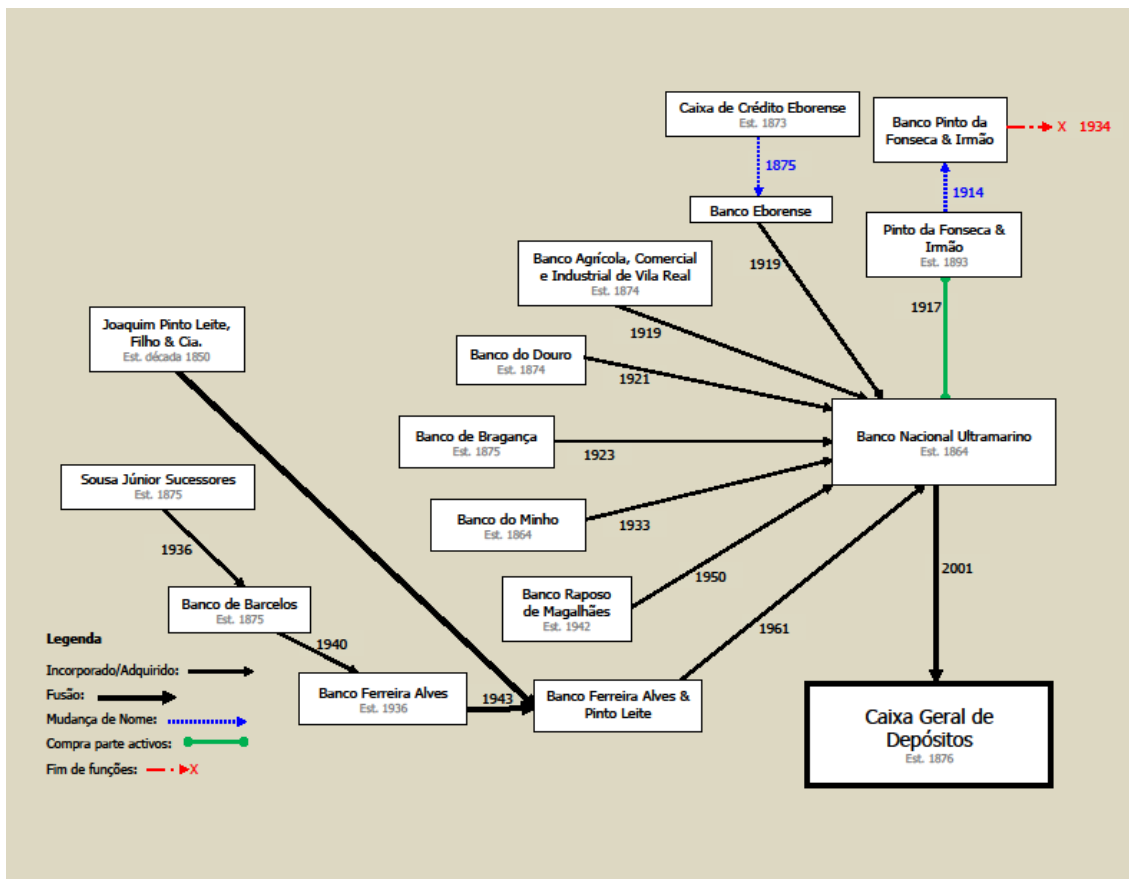 Caixa de Crédito Eborense
Est. 1873
Banco Pinto da
Fonseca & Irmão
X 1934
1875
1914
Banco Eborense
Pinto da Fonseca &
Irmão
Est. 1893
1919
Banco Agrícola, Comercial
e Industrial de Vila Real
Est. 1874
1917
Joaquim Pinto Leite,
Filho & Cia.
Est. década 1850
1919
Banco do Douro
Est. 1874
1921
Banco de Bragança
Est. 1875
1923
Banco Nacional Ultramarino
Est. 1864
Sousa Júnior Sucessores
Est. 1875
Banco do Minho
Est. 1864
1933
1936
2001
1950
Banco Raposo
de Magalhães
Est. 1942
Banco de Barcelos
Est. 1875
1961
Legenda
1940
Incorporado/Adquirido:
Fusão:
Mudança de Nome:
Compra parte activos:
Fim de funções: X
Banco Ferreira Alves
Est. 1936
1943
Banco Ferreira Alves &
Pinto Leite
Caixa Geral de
Depósitos
Est. 1876